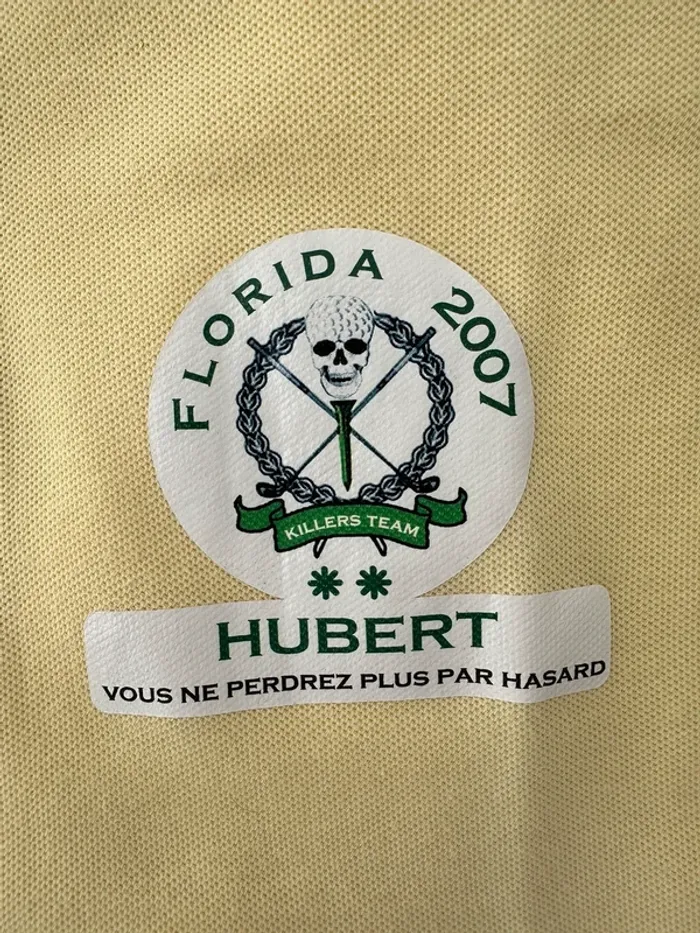 FLORIDA 2007
KILLERS TEAM
HUBERT
VOUS NE PERDREZ PLUS PAR HASARD